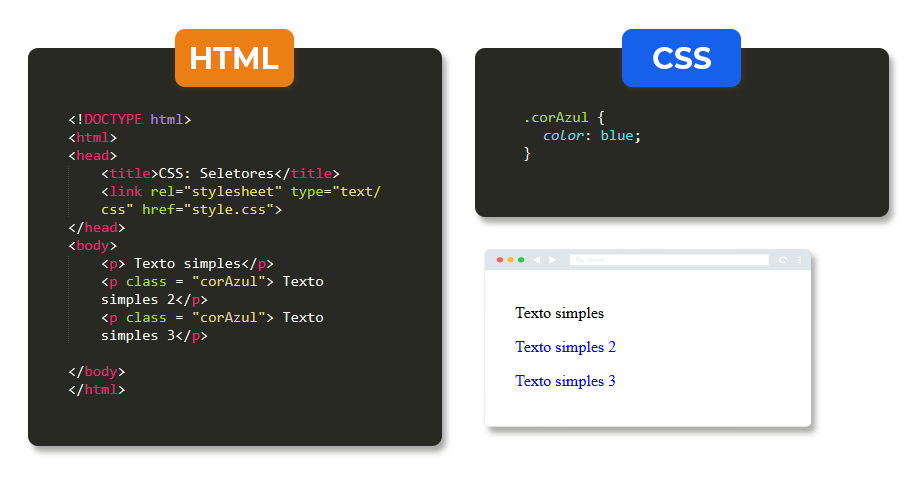 HTML
<!DOCTYPE html>
<html>
<head>
<title>CSS: Seletores</title>
<link rel="stylesheet" type="text/
css" href="style.css">
</head>
<body>
<p> Texto simples</p>
<p class = "corAzul"> Texto
simples 2</p>
<p class = "corAzul"> Texto
simples 3</p>
</body>
</html>
CSS
.corAzul {
color: blue;
}
Texto simples
Texto simples 2
Texto simples 3